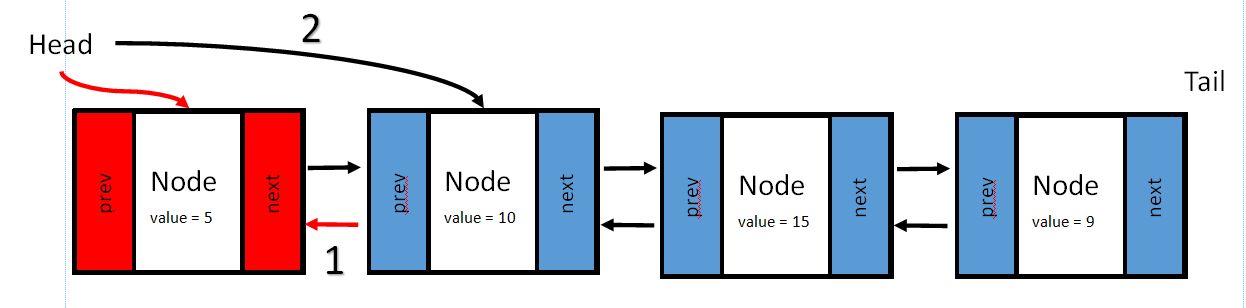 2
Head
Tail
prev
Node
value = 5
next
prev
Node
value = 10
next
prev
Node
value = 15
next
prev
Node
value = 9
next
1